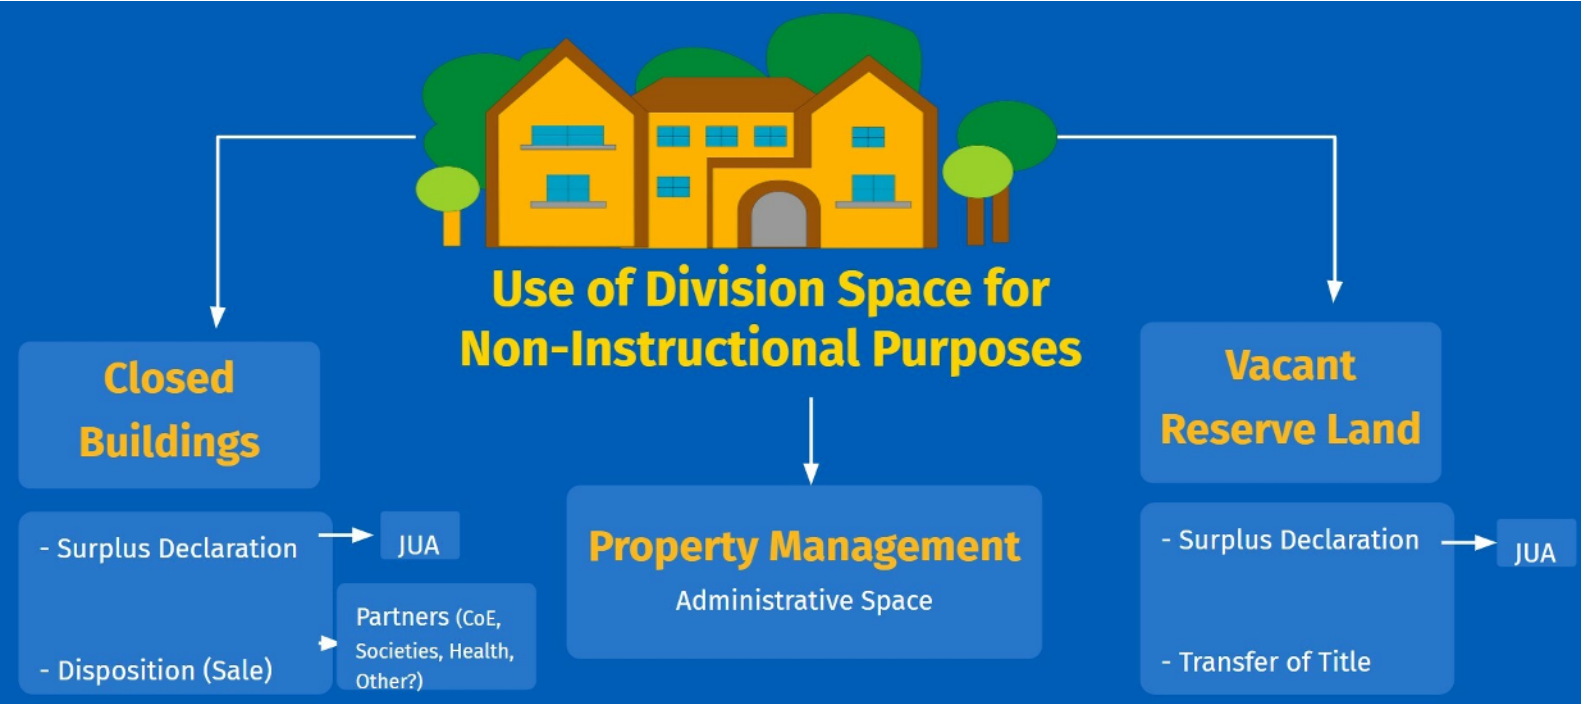 Use of Division Space for
Non-Instructional Purposes
Closed
Buildings
- Surplus Declaration
JUA
- Disposition (Sale)
Partners (CoE,
Societies, Health,
Other?)
Property Management
Administrative Space
Vacant
Reserve Land
- Surplus Declaration
JUA
- Transfer of Title